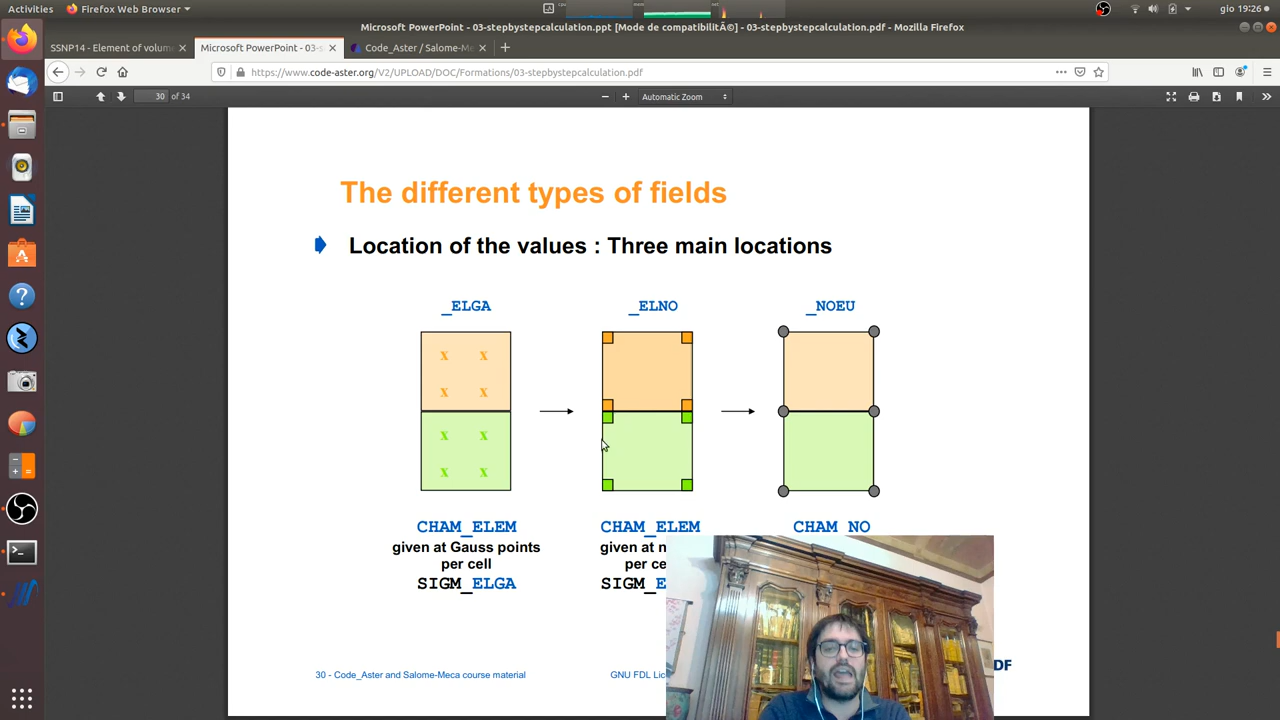 Activities
Firefox Web Browser
gio 19:26
Microsoft PowerPoint - 03-stepbystepcalculation.ppt [Mode de compatibilitÃ©] - 03-stepbystepcalculation.pdf - Mozilla Firefox
SSNP14 - Element of volum
Microsoft PowerPoint - 03-s
Code_Aster / Salome-Me
https://www.code-aster.org/V2/UPLOAD/DOC/Formations/03-stepbystepcalculation.pdf
30 of 34
Automatic Zoom
The different types of fields
Location of the values : Three main locations
_ELGA
_ELNO
_NOEU
x x
x x
x x
x x
CHAM_ELEM
given at Gauss points
per cell
SIGM_ELGA
CHAM_ELEM
given at n
per ce
SIGM_E
CHAM NO
30 - Code_Aster and Salome-Meca course material
GNU FDL Lic
DF